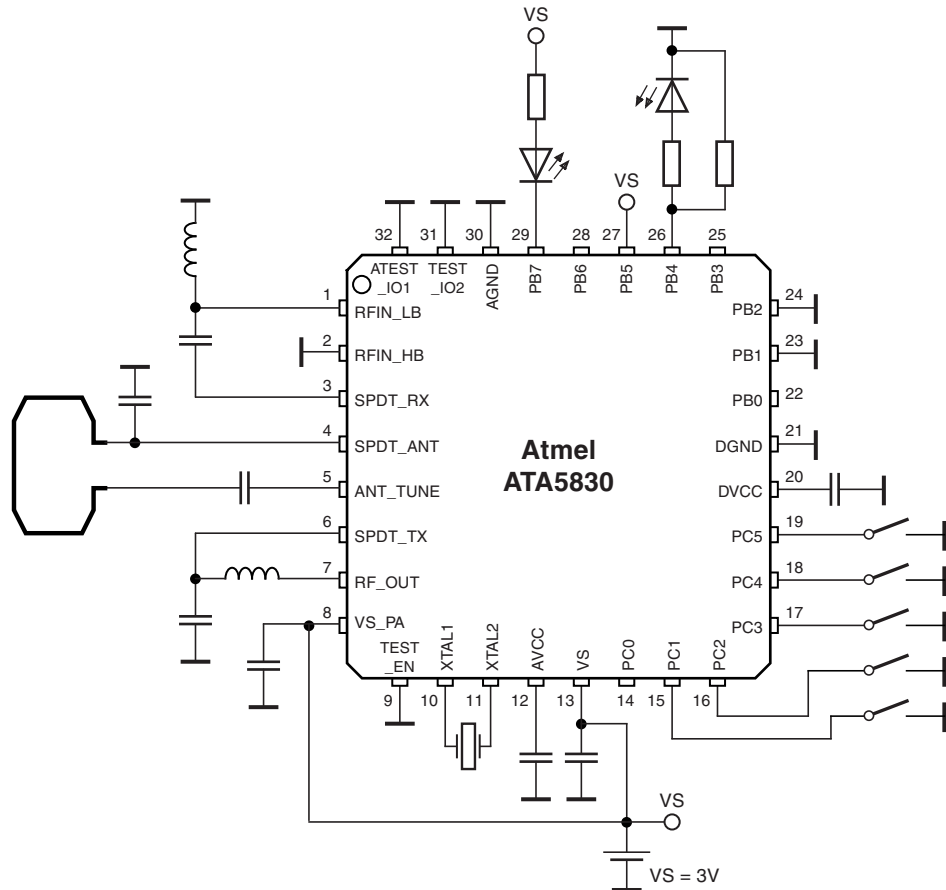 VS
VS
32
31
30
29
28
27
26
25
ATEST
_IO1
TEST
_IO2
AGND
PB7
PB6
PB5
PB4
PB3
1
RFIN_LB
2
RFIN_HB
3
SPDT_RX
4
SPDT_ANT
5
ANT_TUNE
6
SPDT_TX
7
RF_OUT
8
VS_PA
Atmel
ATA5830
PB2
24
PB1
23
PB0
22
DGND
21
DVCC
20
PC5
19
PC4
18
PC3
17
TEST
_EN
XTAL1
XTAL2
AVCC
VS
PC0
PC1
PC2
9
10
11
12
13
14
15
16
VS
VS = 3V